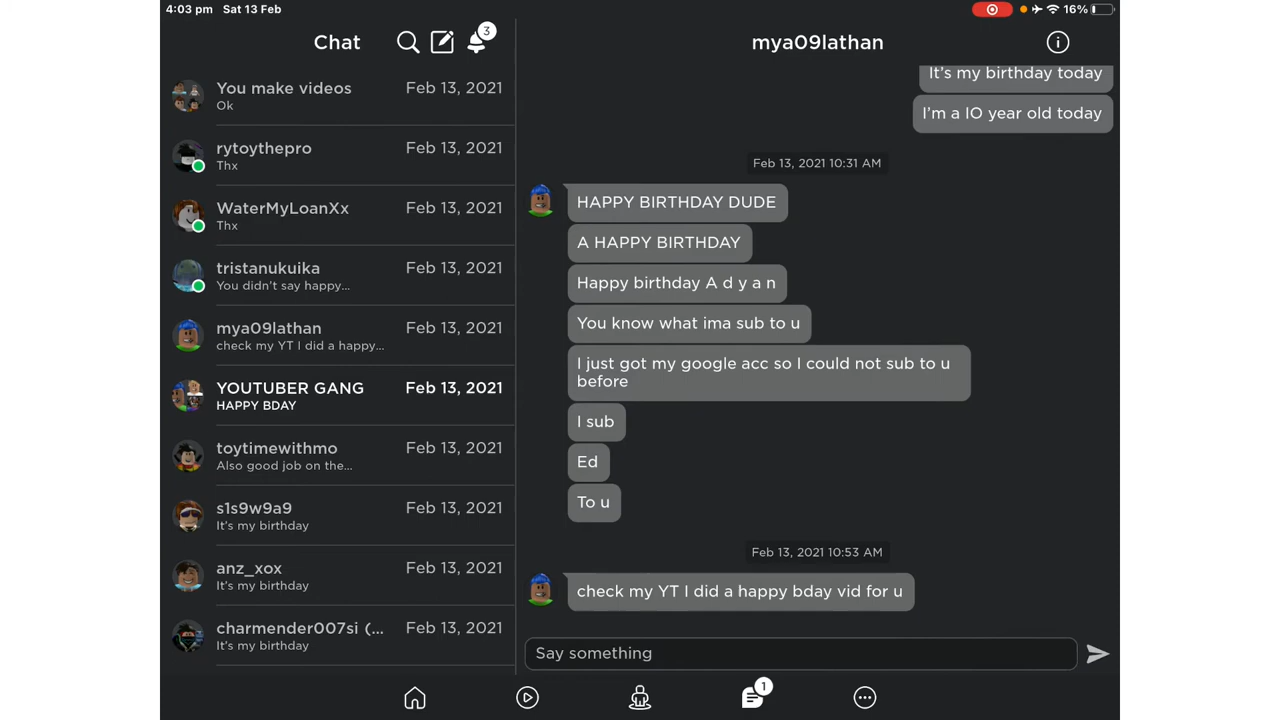 4:03 pm Sat 13 Feb
16%
Chat
3
You make videos Feb 13, 2021
Ok
rytoythepro Feb 13, 2021
Thx
WaterMyLoanXx Feb 13, 2021
Thx
tristanukuika Feb 13, 2021
You didn't say happy...
mya09lathan Feb 13, 2021
check my YT I did a happy...
YOUTUBER GANG Feb 13, 2021
HAPPY BDAY
toytimewithmo Feb 13, 2021
Also good job on the...
s1s9w9a9 Feb 13, 2021
It's my birthday
anz_xox Feb 13, 2021
It's my birthday
charmender007si (... Feb 13, 2021
It's my birthday
mya09lathan
It's my birthday today
I'm a IO year old today
Feb 13, 2021 10:31 AM
HAPPY BIRTHDAY DUDE
A HAPPY BIRTHDAY
Happy birthday A d y a n
You know what ima sub to u
I just got my google acc so I could not sub to u
before
I sub
Ed
To u
Feb 13, 2021 10:53 AM
check my YT I did a happy bday vid for u
Say something
1